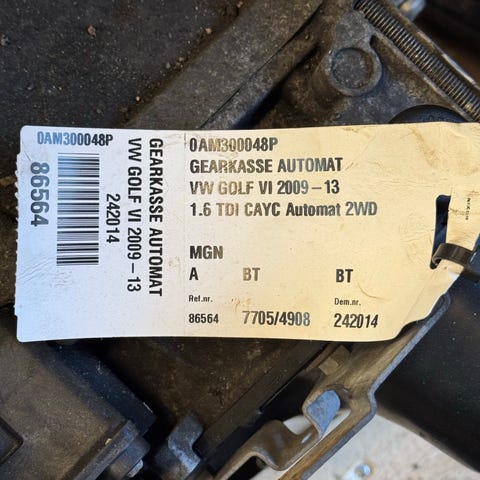 0AM300048P
86564
242014
VW GOLF VI 2009-13
GEARKASSE AUTOMAT
0AM300048P
GEARKASSE AUTOMAT
VW GOLF VI 2009-13
1.6 TDI CAYC Automat 2WD
MGN
A BT BT
Ref.nr. Dem.nr.
86564 7705/4908 242014